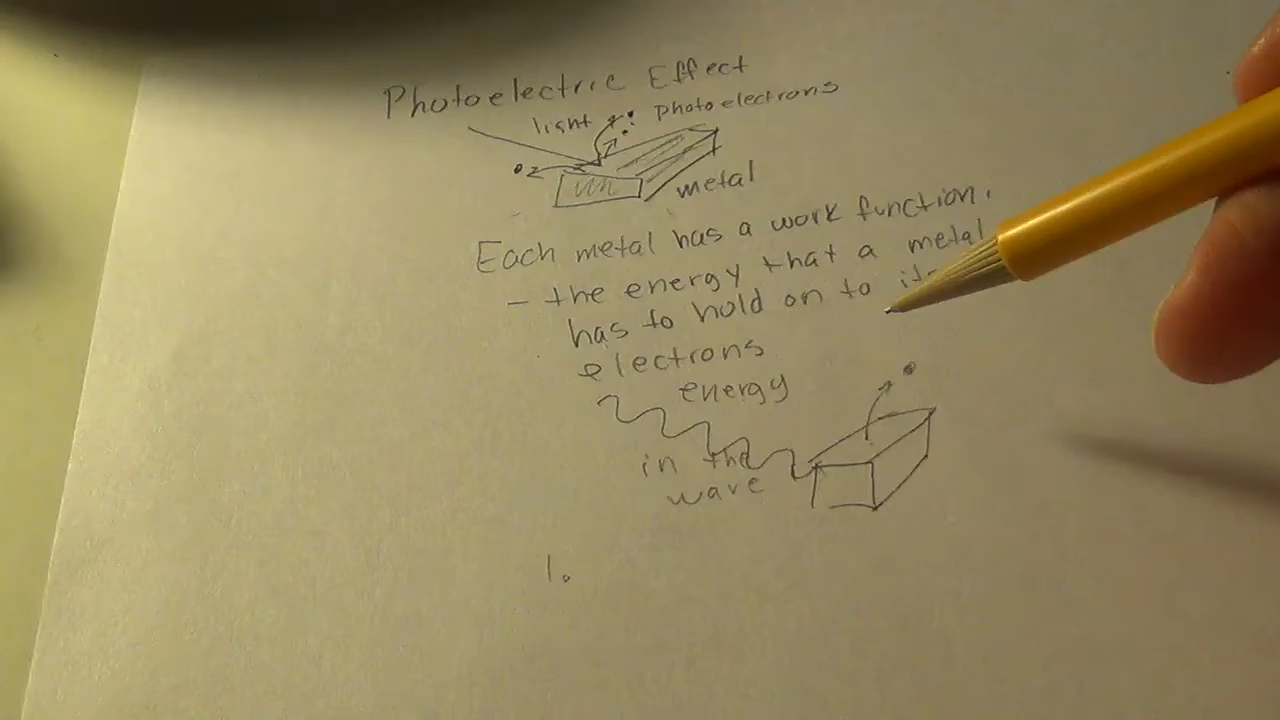 Photoelectric Effect
light photoelectrons
metal
Each metal has a work function.
- the energy that a metal
has to hold on to
electrons
energy
in the
wave
1.